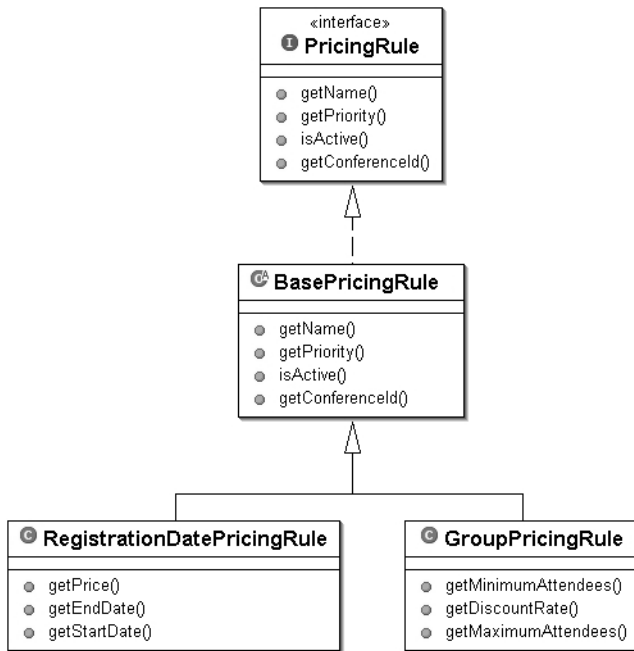 «interface»
I PricingRule
getName()
getPriority()
isActive()
getConferenceId()
CA BasePricingRule
getName()
getPriority()
isActive()
getConferenceId()
C RegistrationDatePricingRule
getPrice()
getEndDate()
getStartDate()
C GroupPricingRule
getMinimumAttendees()
getDiscountRate()
getMaximumAttendees()